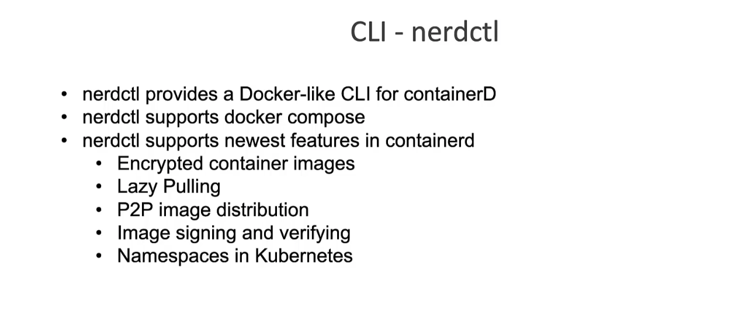 CLI - nerdctl
• nerdctl provides a Docker-like CLI for containerD
• nerdctl supports docker compose
• nerdctl supports newest features in containerd
• Encrypted container images
• Lazy Pulling
• P2P image distribution
• Image signing and verifying
• Namespaces in Kubernetes